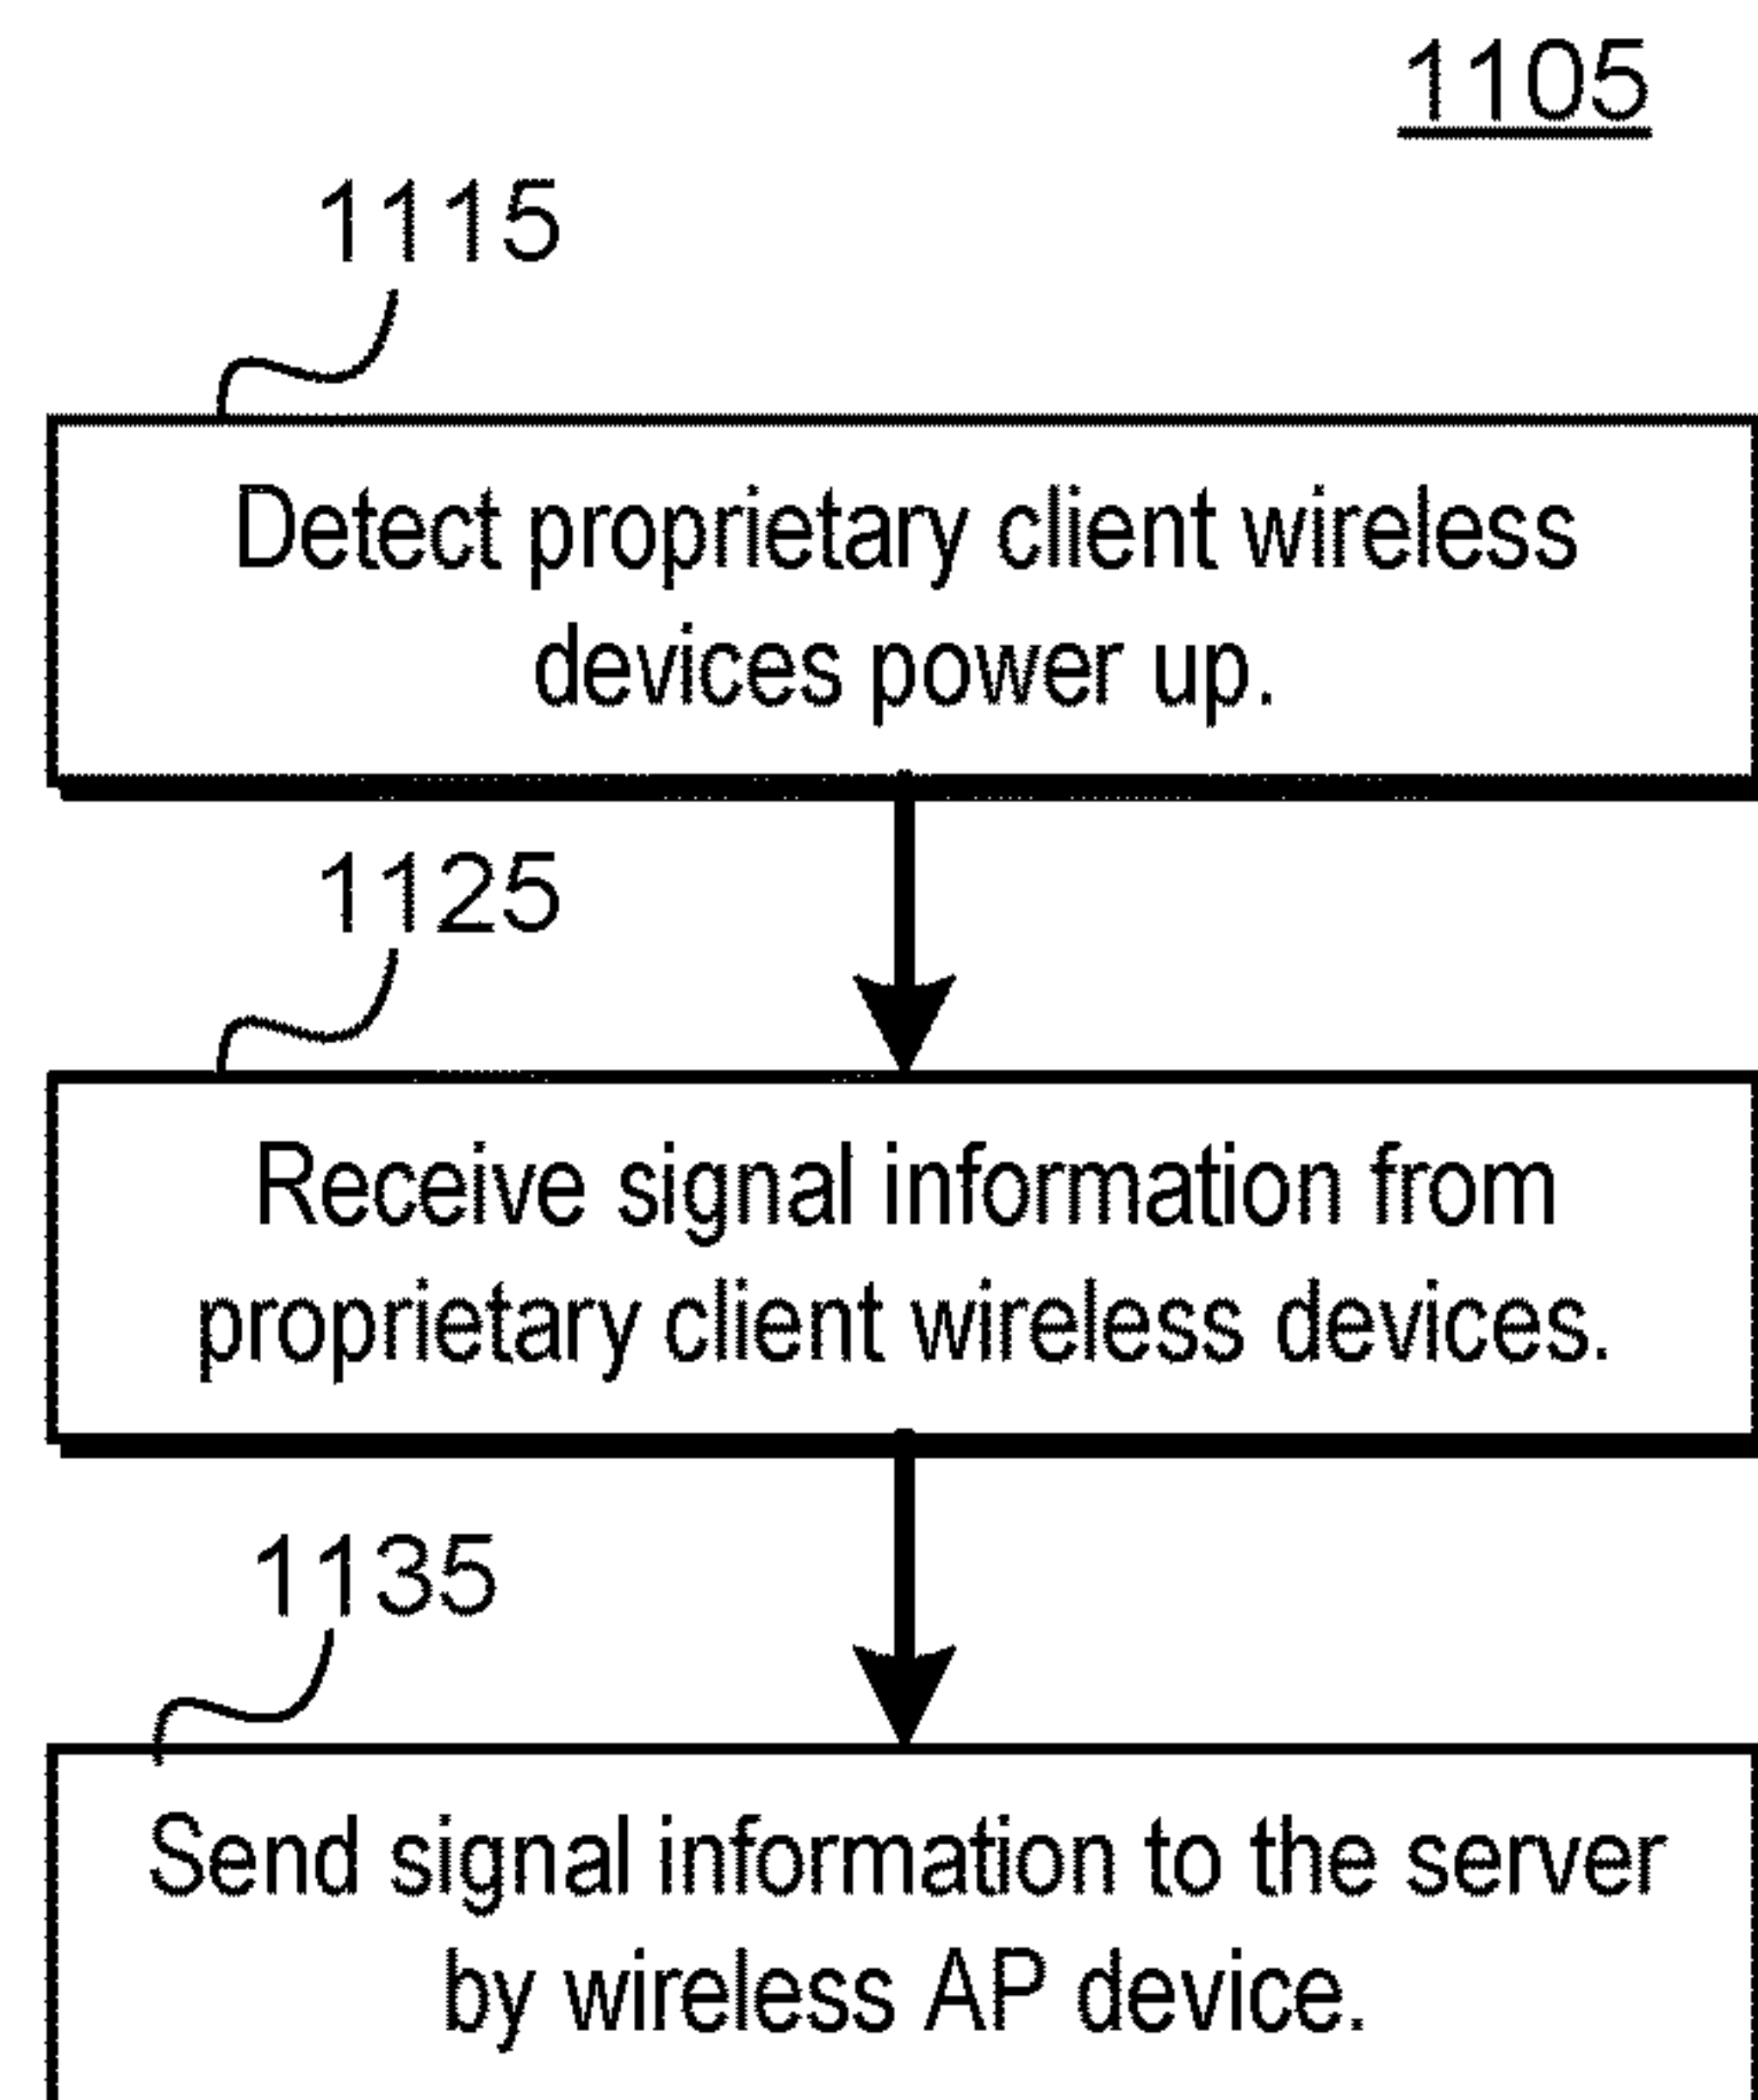 1105
1115
Detect proprietary client wireless
devices power up.
1125
Receive signal information from
proprietary client wireless devices.
1135
Send signal information to the server
by wireless AP device.